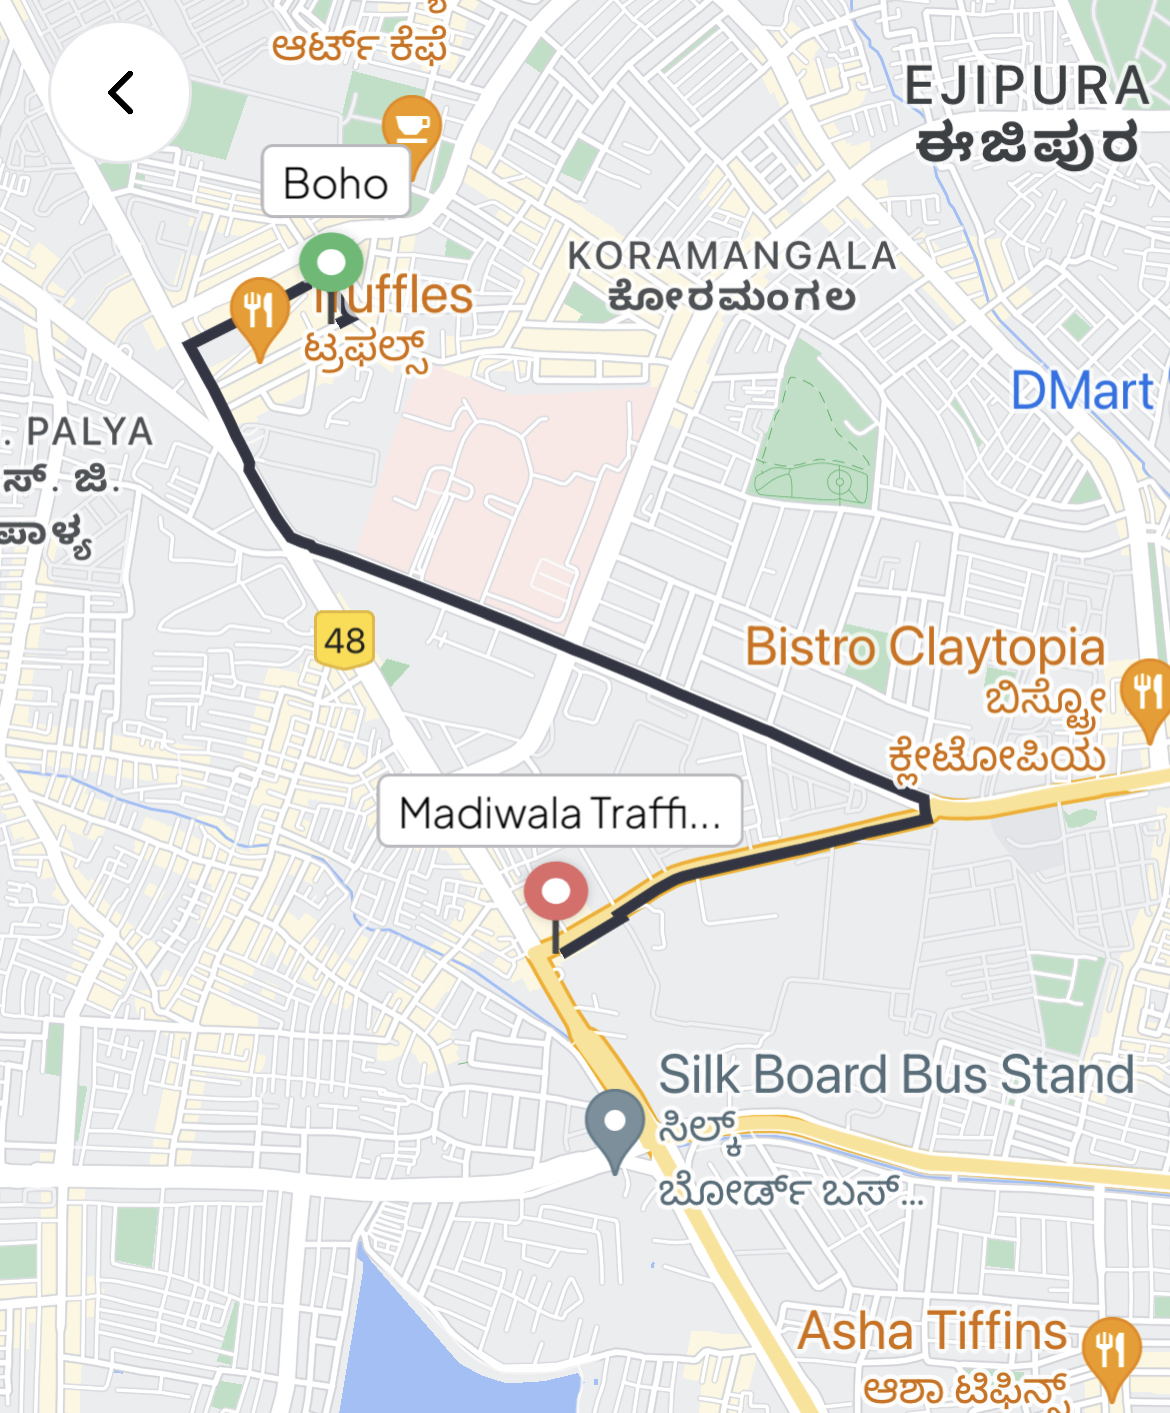 ಆರ್ಟ್ ಕೆಫೆ
EJIPURA
ಈಜಿಪುರ
Boho
KORAMANGALA
ಕೋರಮಂಗಲ
ಟ್ರಫಲ್ಸ್
DMart
. PALYA
ಸ್. ಜಿ.
ಪಾಳ್ಯ
48
Bistro Claytopia
ಬಿಸ್ಟ್ರೋ
ಕ್ಲೇಟೋಪಿಯ
Madiwala Traffi...
Silk Board Bus Stand
ಸಿಲ್ಕ್
ಬೋರ್ಡ್ ಬಸ್...
Asha Tiffins
ಆಶಾ ಟಿಫಿನ್ಸ್